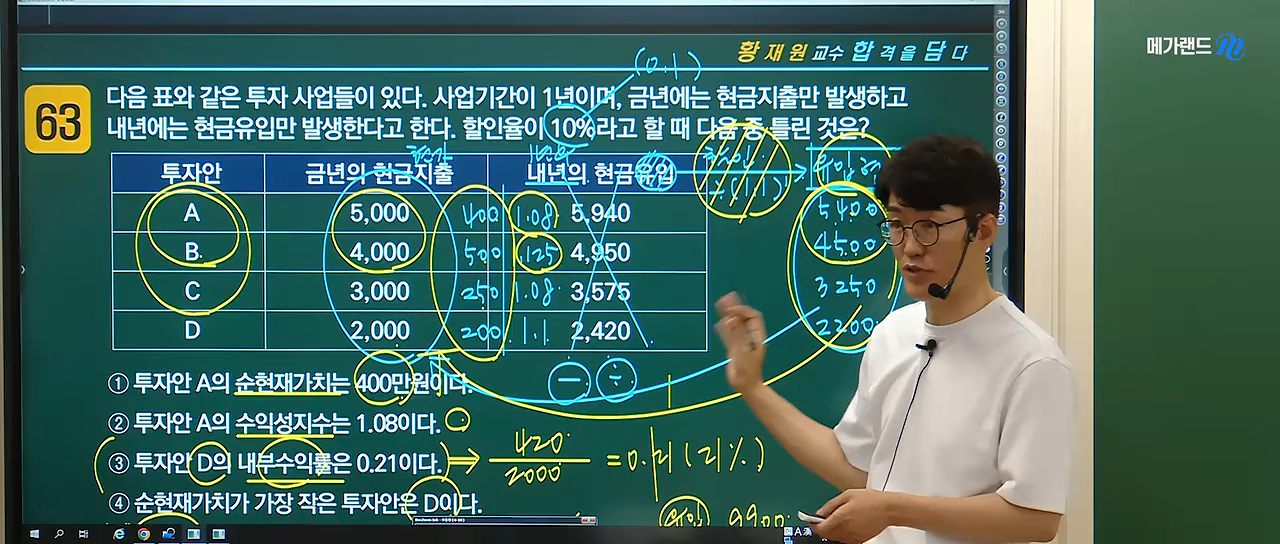 메가랜드
황재원 교수 합격을 담다
63
다음 표와 같은 투자 사업들이 있다. 사업기간이 1년이며, 금년에는 현금지출만 발생하고
내년에는 현금유입만 발생한다고 한다. 할인율이 10%라고 할 때 다음 중 틀린 것은?
(0.1)
투자안 금년의 현금지출 내년의 현금유입
A 5,000 400 1.08 5,940 5400
B 4,000 500 1.125 4,950 4500
C 3,000 250 1.08 3,575 3250
D 2,000 200 1.1 2,420 2200
① 투자안 A의 순현재가치는 400만원이다.
− ÷
② 투자안 A의 수익성지수는 1.08이다.
③ 투자안 D의 내부수익률은 0.21이다.
420/2000 = 0.21 (21%)
④ 순현재가치가 가장 작은 투자안은 D이다.
유입 9900